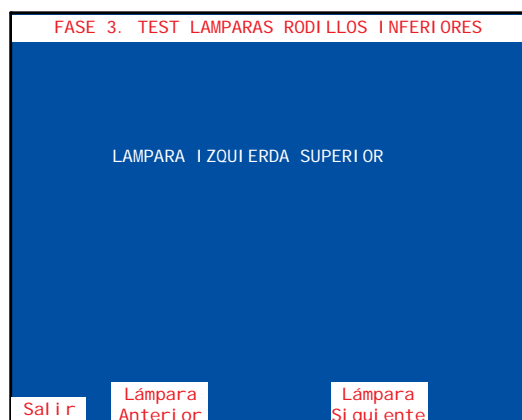 FASE 3. TEST LAMPARAS RODILLOS INFERIORES
LAMPARA IZQUIERDA SUPERIOR
Salir
Lámpara
Anterior
Lámpara
Siguiente